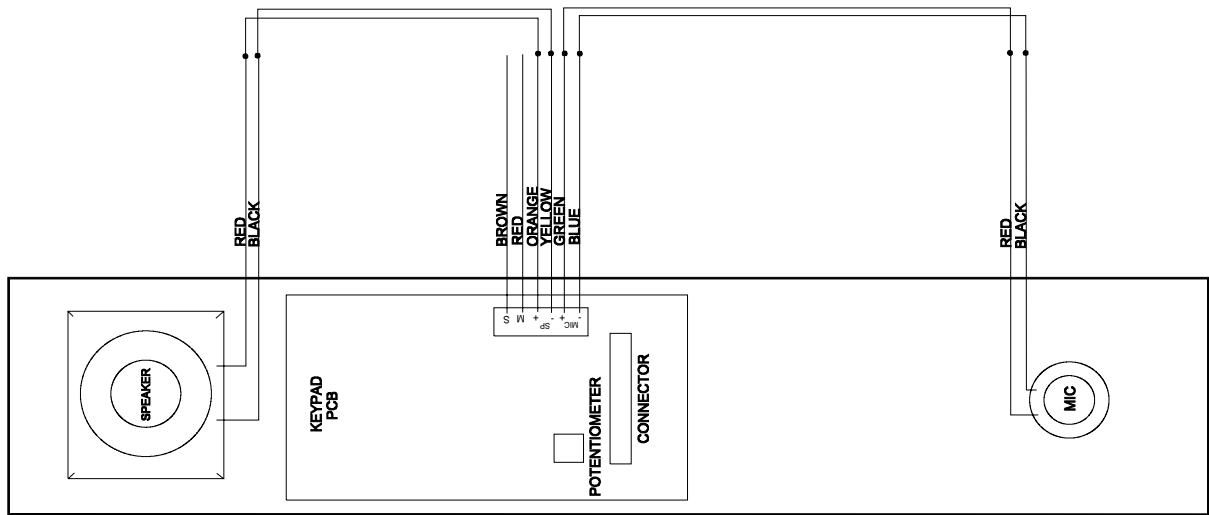 RED
BLACK
BROWN
RED
ORANGE
YELLOW
GREEN
BLUE
RED
BLACK
S
M
+
SP
-
+
MIC
-
SPEAKER
KEYPAD
PCB
POTENTIOMETER
CONNECTOR
MIC